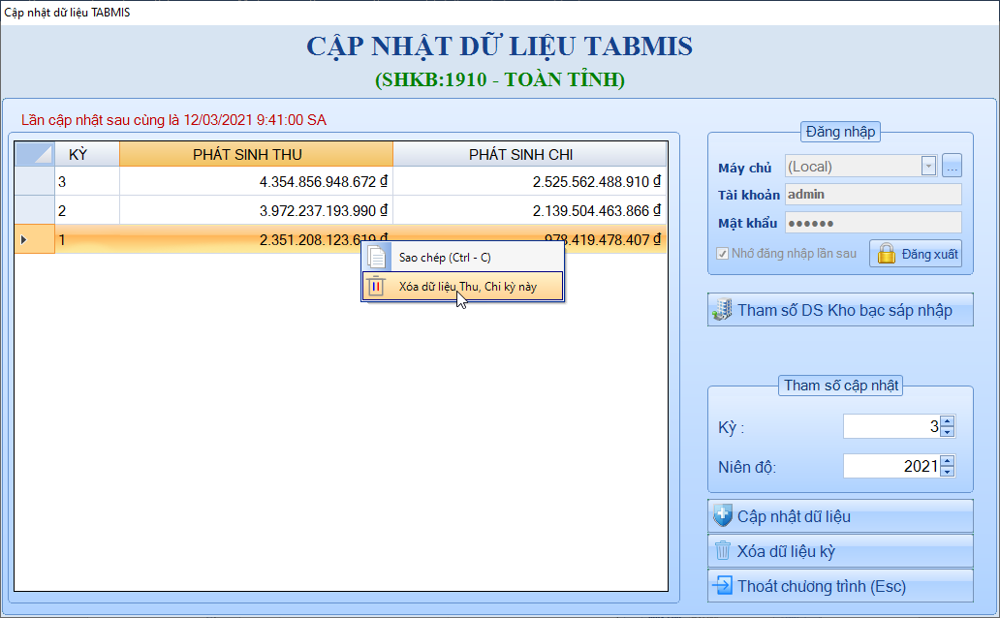 Cập nhật dữ liệu TABMIS
CẬP NHẬT DỮ LIỆU TABMIS
(SHKB:1910 - TOÀN TỈNH)
Lần cập nhật sau cùng là 12/03/2021 9:41:00 SA
KỲ PHÁT SINH THU PHÁT SINH CHI
3 4.354.856.948.672 ₫ 2.525.562.488.910 ₫
2 3.972.237.193.990 ₫ 2.139.504.463.866 ₫
1 2.351.208.123.619 ₫ 978.419.478.407 ₫
Sao chép (Ctrl - C)
Xóa dữ liệu Thu, Chi kỳ này
Đăng nhập
Máy chủ (Local) ...
Tài khoản admin
Mật khẩu ●●●●●●
Nhớ đăng nhập lần sau Đăng xuất
Tham số DS Kho bạc sáp nhập
Tham số cập nhật
Kỳ : 3
Niên độ: 2021
Cập nhật dữ liệu
Xóa dữ liệu kỳ
Thoát chương trình (Esc)